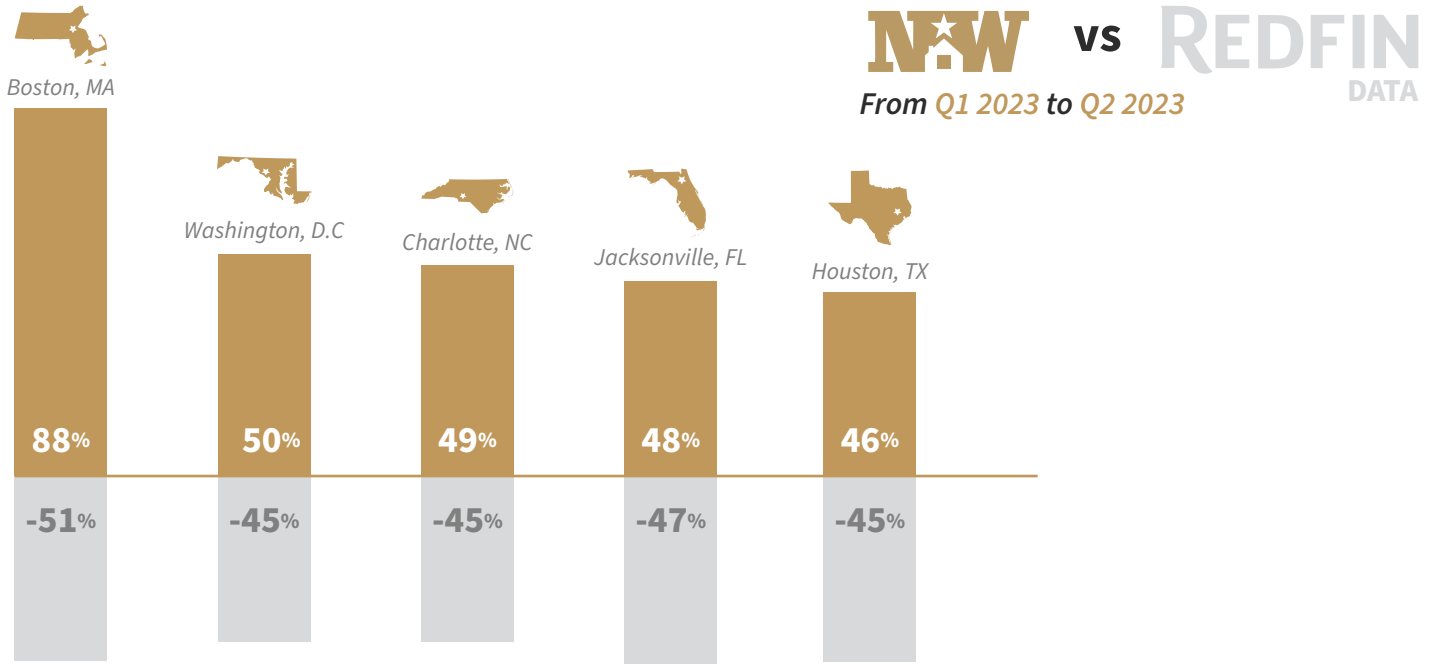 Boston, MA
NW vs REDFIN
DATA
From Q1 2023 to Q2 2023
Washington, D.C
Charlotte, NC
Jacksonville, FL
Houston, TX
88% 50% 49% 48% 46%
-51% -45% -45% -47% -45%